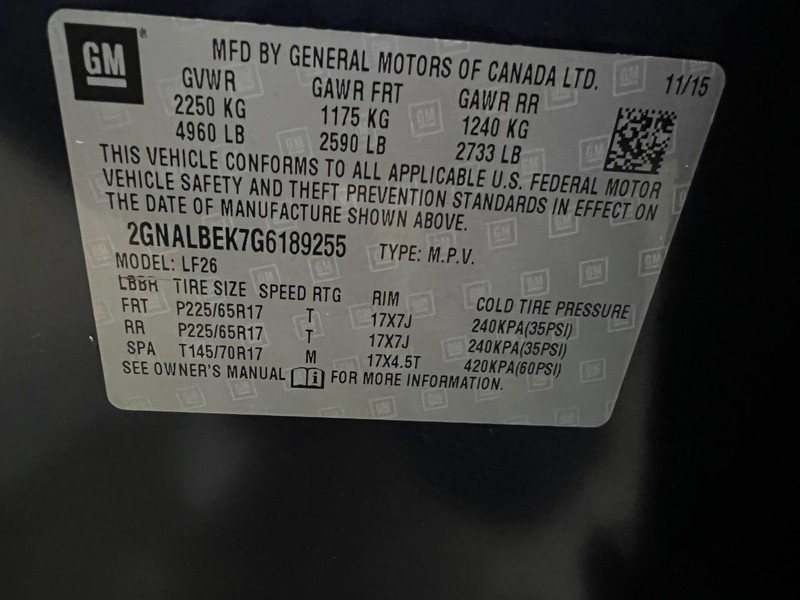 GM
MFD BY GENERAL MOTORS OF CANADA LTD. 11/15
GVWR GAWR FRT GAWR RR
2250 KG 1175 KG 1240 KG
4960 LB 2590 LB 2733 LB
THIS VEHICLE CONFORMS TO ALL APPLICABLE U.S. FEDERAL MOTOR
VEHICLE SAFETY AND THEFT PREVENTION STANDARDS IN EFFECT ON
THE DATE OF MANUFACTURE SHOWN ABOVE.
2GNALBEK7G6189255 TYPE: M.P.V.
MODEL: LF26
TIRE SIZE SPEED RTG RIM COLD TIRE PRESSURE
FRT P225/65R17 T 17X7J 240KPA(35PSI)
RR P225/65R17 T 17X7J 240KPA(35PSI)
SPA T145/70R17 M 17X4.5T 420KPA(60PSI)
SEE OWNER'S MANUAL FOR MORE INFORMATION.